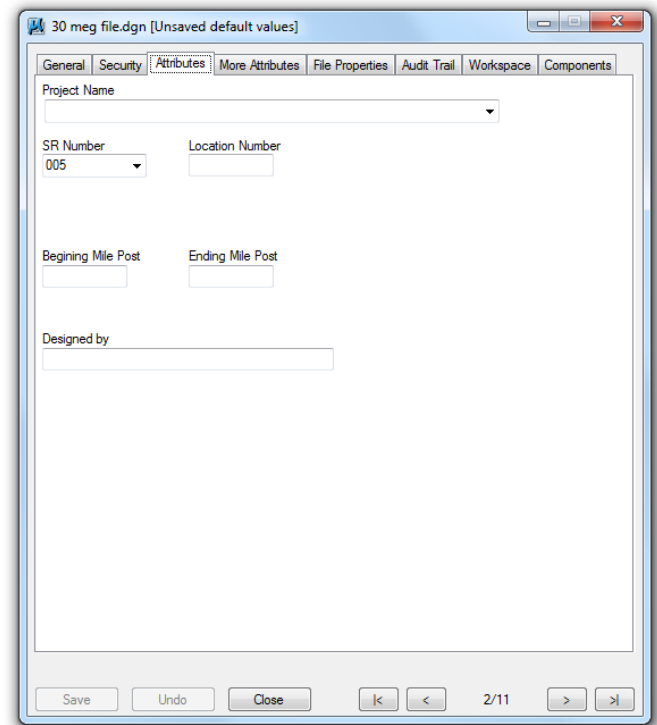 30 meg file.dgn [Unsaved default values]
General Security Attributes More Attributes File Properties Audit Trail Workspace Components
Project Name
SR Number Location Number
005
Begining Mile Post Ending Mile Post
Designed by
Save Undo Close |< < 2/11 > >|